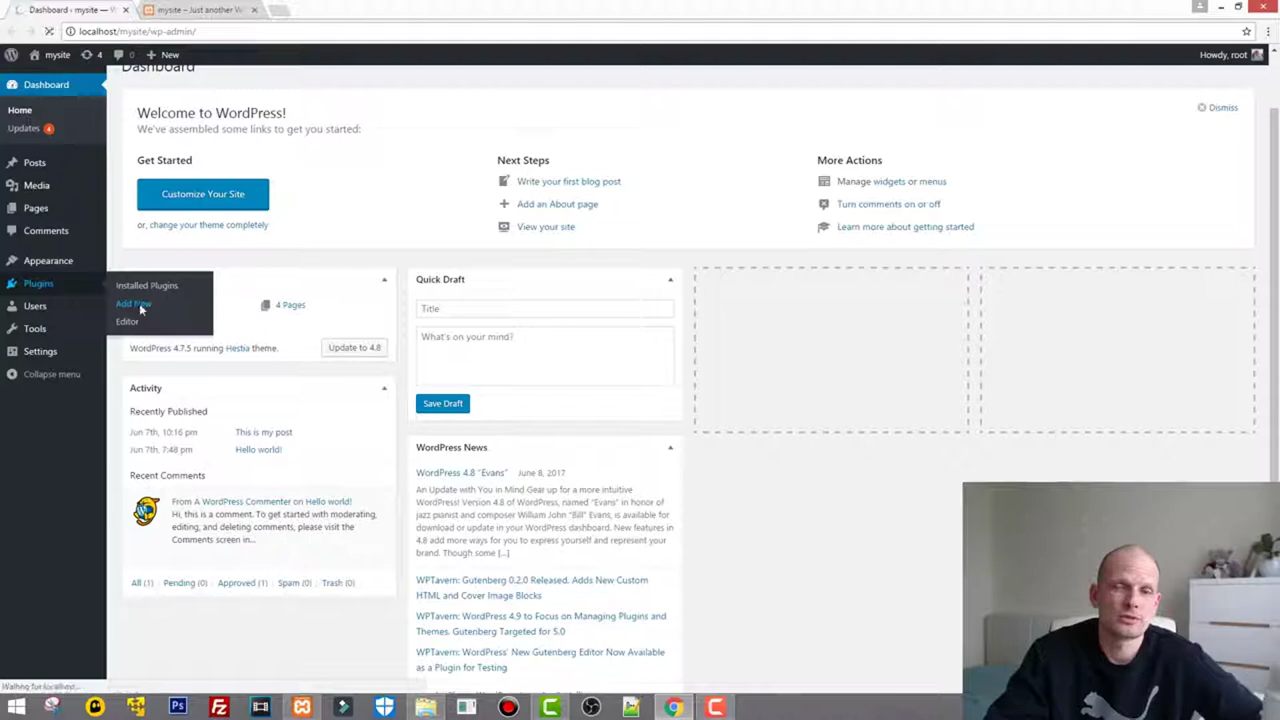 Dashboard ‹ mysite — W
mysite – Just another W
localhost/mysite/wp-admin/
mysite
4
0
New
Howdy, root
Dashboard
Home
Updates 4
Posts
Media
Pages
Comments
Appearance
Plugins
Users
Tools
Settings
Collapse menu
Installed Plugins
Add New
Editor
Dashboard
Welcome to WordPress!
We've assembled some links to get you started:
Dismiss
Get Started
Customize Your Site
or, change your theme completely
Next Steps
Write your first blog post
Add an About page
View your site
More Actions
Manage widgets or menus
Turn comments on or off
Learn more about getting started
4 Pages
WordPress 4.7.5 running Hestia theme.
Update to 4.8
Activity
Recently Published
Jun 7th, 10:16 pm This is my post
Jun 7th, 7:48 pm Hello world!
Recent Comments
From A WordPress Commenter on Hello world!
Hi, this is a comment. To get started with moderating,
editing, and deleting comments, please visit the
Comments screen in...
All (1) Pending (0) Approved (1) Spam (0) Trash (0)
Quick Draft
Title
What's on your mind?
Save Draft
WordPress News
WordPress 4.8 "Evans" June 8, 2017
An Update with You in Mind Gear up for a more intuitive
WordPress! Version 4.8 of WordPress, named "Evans" in honor of
jazz pianist and composer William John "Bill" Evans, is available for
download or update in your WordPress dashboard. New features in
4.8 add more ways for you to express yourself and represent your
brand. Though some [...]
WPTavern: Gutenberg 0.2.0 Released, Adds New Custom
HTML and Cover Image Blocks
WPTavern: WordPress 4.9 to Focus on Managing Plugins and
Themes, Gutenberg Targeted for 5.0
WPTavern: WordPress' New Gutenberg Editor Now Available
as a Plugin for Testing
Waiting for localhost...
Ps
Fz